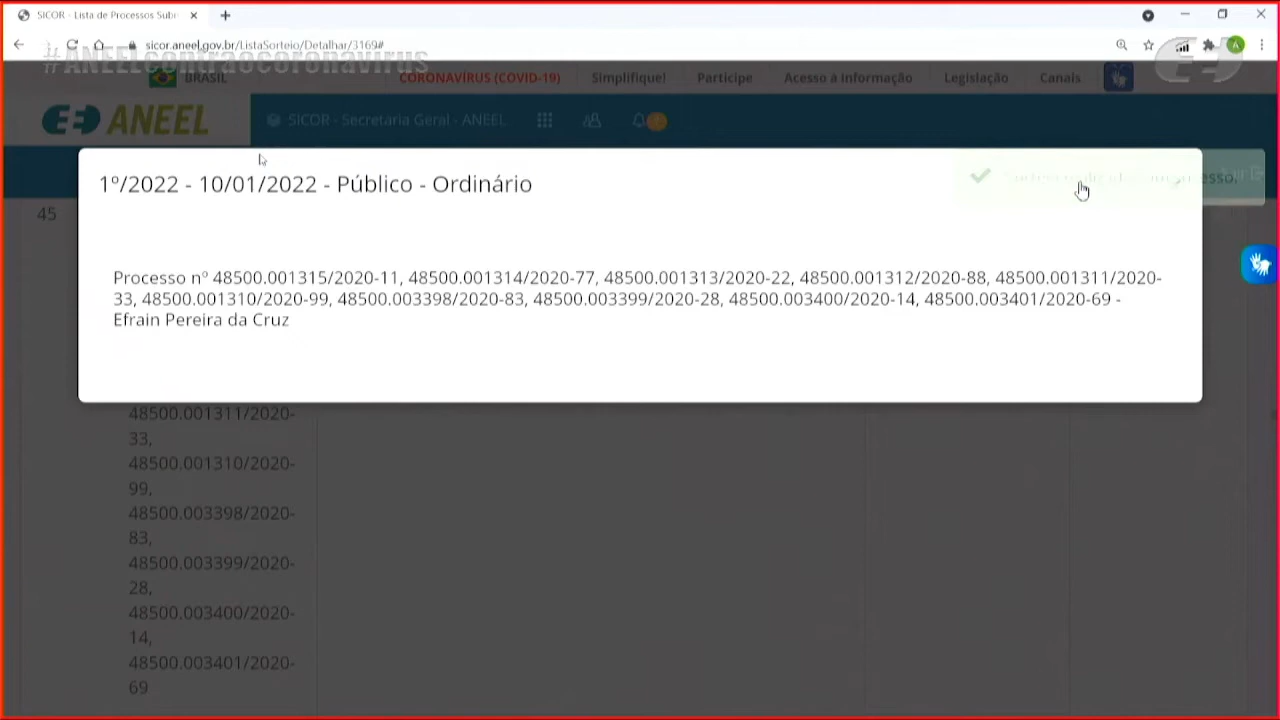 SICOR - Lista de Processos Sub
sicor.aneel.gov.br/ListaSorteio/Detalhar/3169#
A
#ANEELcontraocoronavírus
BRASIL CORONAVÍRUS (COVID-19) Simplifique! Participe Acesso à Informação Legislação Canais
ANEEL SICOR - Secretaria Geral - ANEEL
1º/2022 - 10/01/2022 - Público - Ordinário
45
Processo nº 48500.001315/2020-11, 48500.001314/2020-77, 48500.001313/2020-22, 48500.001312/2020-88, 48500.001311/2020-
33, 48500.001310/2020-99, 48500.003398/2020-83, 48500.003399/2020-28, 48500.003400/2020-14, 48500.003401/2020-69 -
Efrain Pereira da Cruz
48500.001311/2020-
33,
48500.001310/2020-
99,
48500.003398/2020-
83,
48500.003399/2020-
28,
48500.003400/2020-
14,
48500.003401/2020-
69